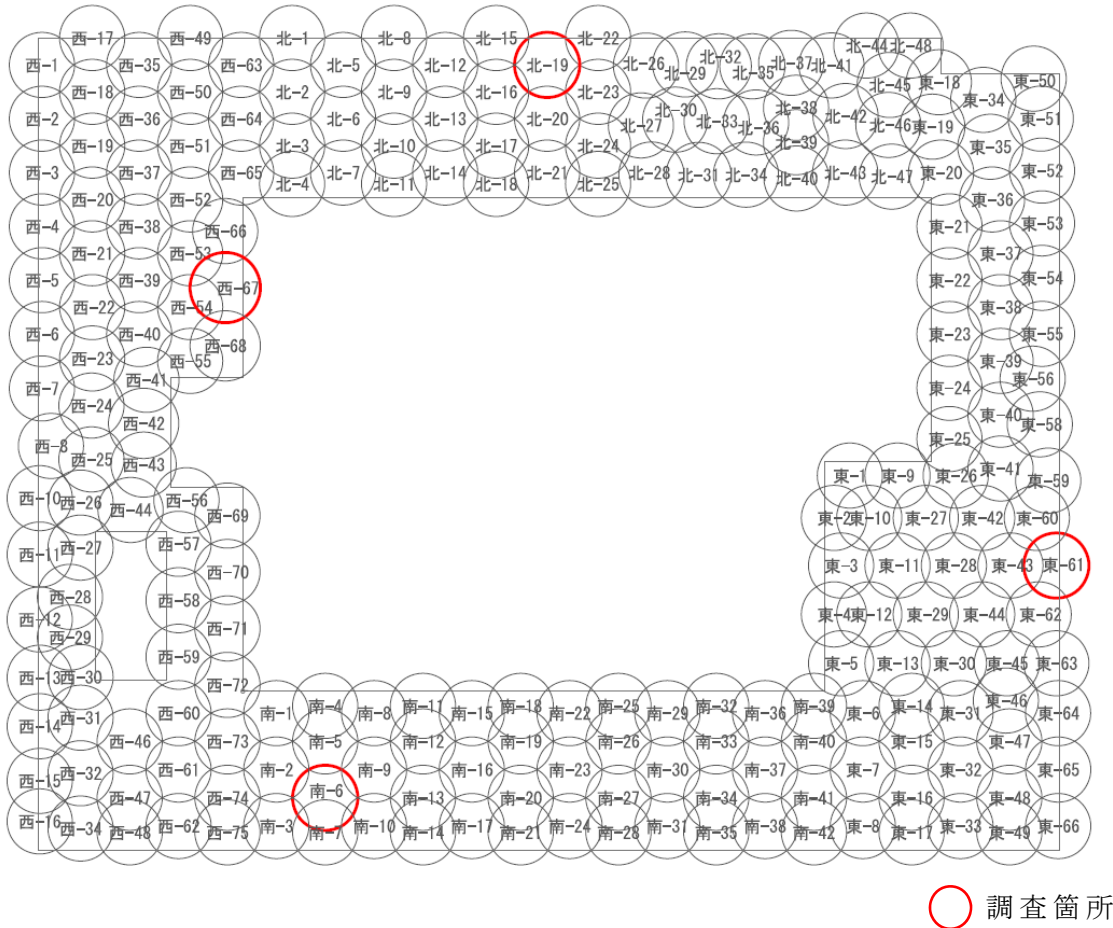 西-17 西-49 北-1 北-8 北-15 北-22 北-44 北-48
西-1 西-35 西-63 北-5 北-12 北-19 北-26 北-29 北-32 北-35 北-37 北-41 北-45 東-18 東-50
西-18 西-50 北-2 北-9 北-16 北-23 北-30 北-38 東-34
西-2 西-36 西-64 北-6 北-13 北-20 北-27 北-33 北-36 北-42 北-46 東-19 東-51
西-19 西-51 北-3 北-10 北-17 北-24 北-39 東-35
西-3 西-37 西-65 北-4 北-7 北-11 北-14 北-18 北-21 北-25 北-28 北-31 北-34 北-40 北-43 北-47 東-20 東-52
西-20 西-52 東-36
西-4 西-38 西-66 東-21 東-53
西-21 西-53 東-37
西-5 西-39 西-67 東-22 東-54
西-22 西-54 東-38
西-6 西-40 西-68 東-23 東-55
西-23 西-55 東-39
西-7 西-41 東-24 東-56
西-24 東-40
西-42 東-58
西-8 東-25
西-25 西-43 東-1 東-9 東-26 東-41 東-59
西-10 西-26 西-44 西-56 西-69 東-2 東-10 東-27 東-42 東-60
西-11 西-27 西-57 西-70 東-3 東-11 東-28 東-43 東-61
西-28 西-58
西-12 西-29 西-71 東-4 東-12 東-29 東-44 東-62
西-59 東-5 東-13 東-30 東-45 東-63
西-13 西-30 西-72
西-14 西-31 西-60 南-1 南-4 南-8 南-11 南-15 南-18 南-22 南-25 南-29 南-32 南-36 南-39 東-6 東-14 東-31 東-46 東-64
西-46 西-73 南-5 南-12 南-19 南-26 南-33 南-40 東-15 東-47
西-15 西-32 西-61 南-2 南-9 南-16 南-23 南-30 南-37 東-7 東-32 東-65
西-47 西-74 南-6 南-13 南-20 南-27 南-34 南-41 東-16 東-48
西-16 西-34 西-48 西-62 西-75 南-3 南-7 南-10 南-14 南-17 南-21 南-24 南-28 南-31 南-35 南-38 南-42 東-8 東-17 東-33 東-49 東-66
調査箇所